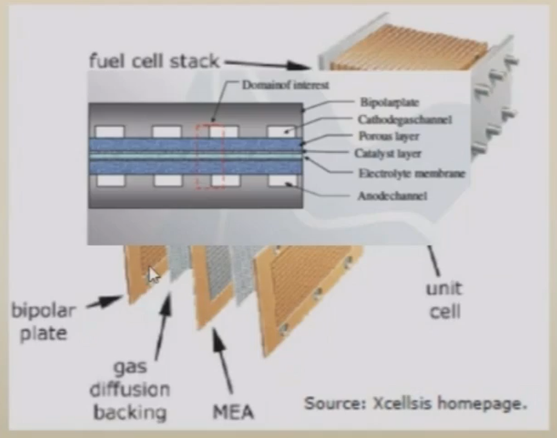 fuel cell stack
Domainof interest
Bipolarplate
Cathodegaschannel
Porous layer
Catalyst layer
Electrolyte membrane
Anodechannel
unit
cell
bipolar
plate
gas
diffusion
backing
MEA
Source: Xcellsis homepage.